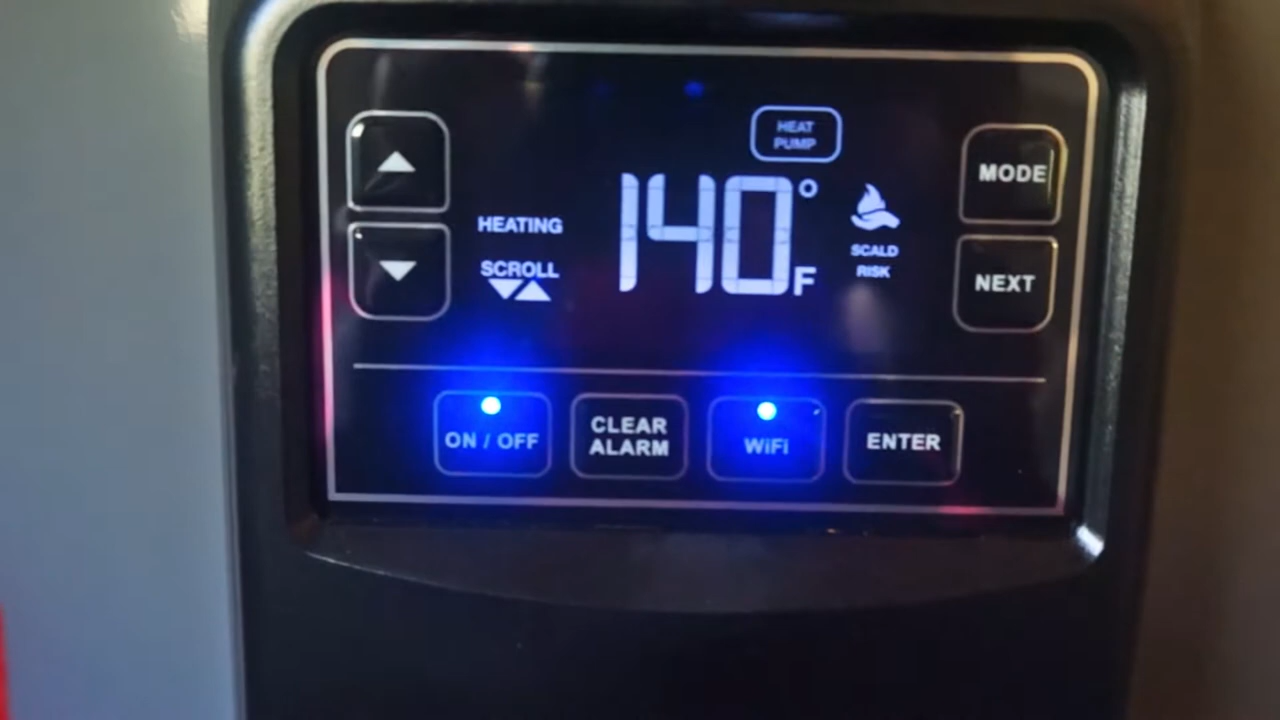 HEAT
PUMP
140°F
HEATING
SCROLL
SCALD
RISK
MODE
NEXT
ON / OFF
CLEAR
ALARM
WiFi
ENTER